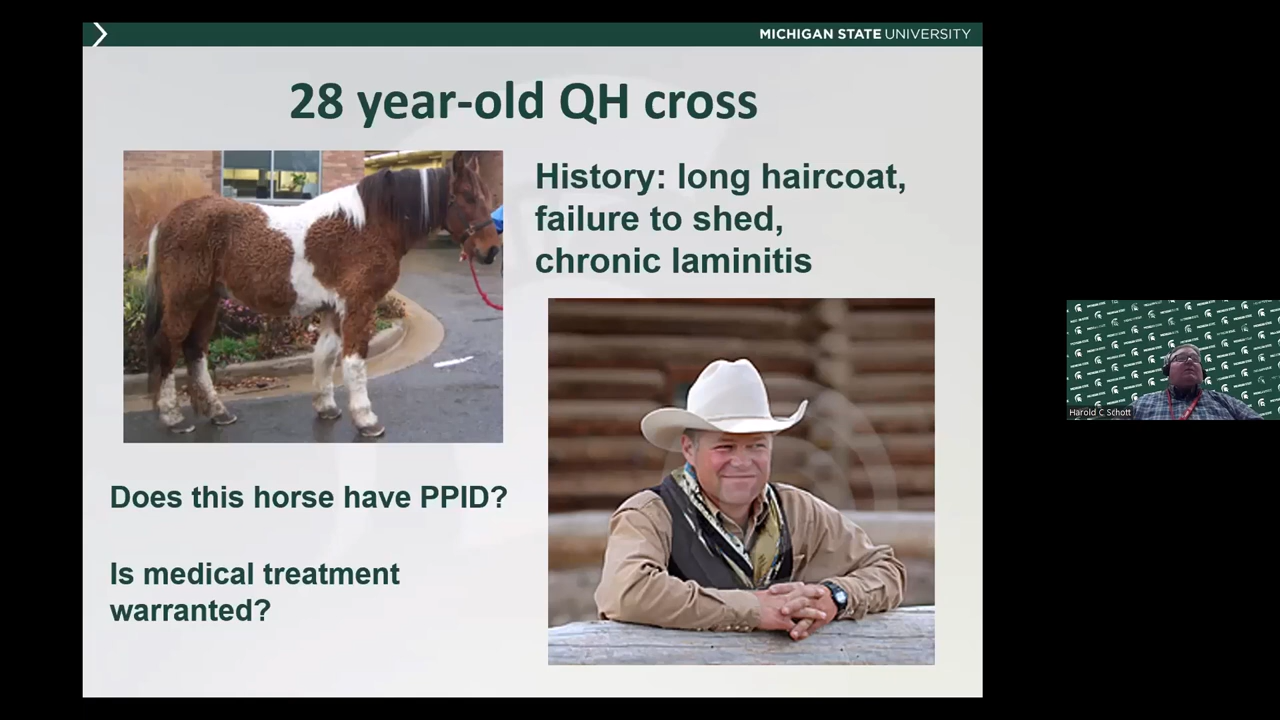 MICHIGAN STATE UNIVERSITY
28 year-old QH cross
History: long haircoat,
failure to shed,
chronic laminitis
Does this horse have PPID?
Is medical treatment
warranted?
Harold C Schott